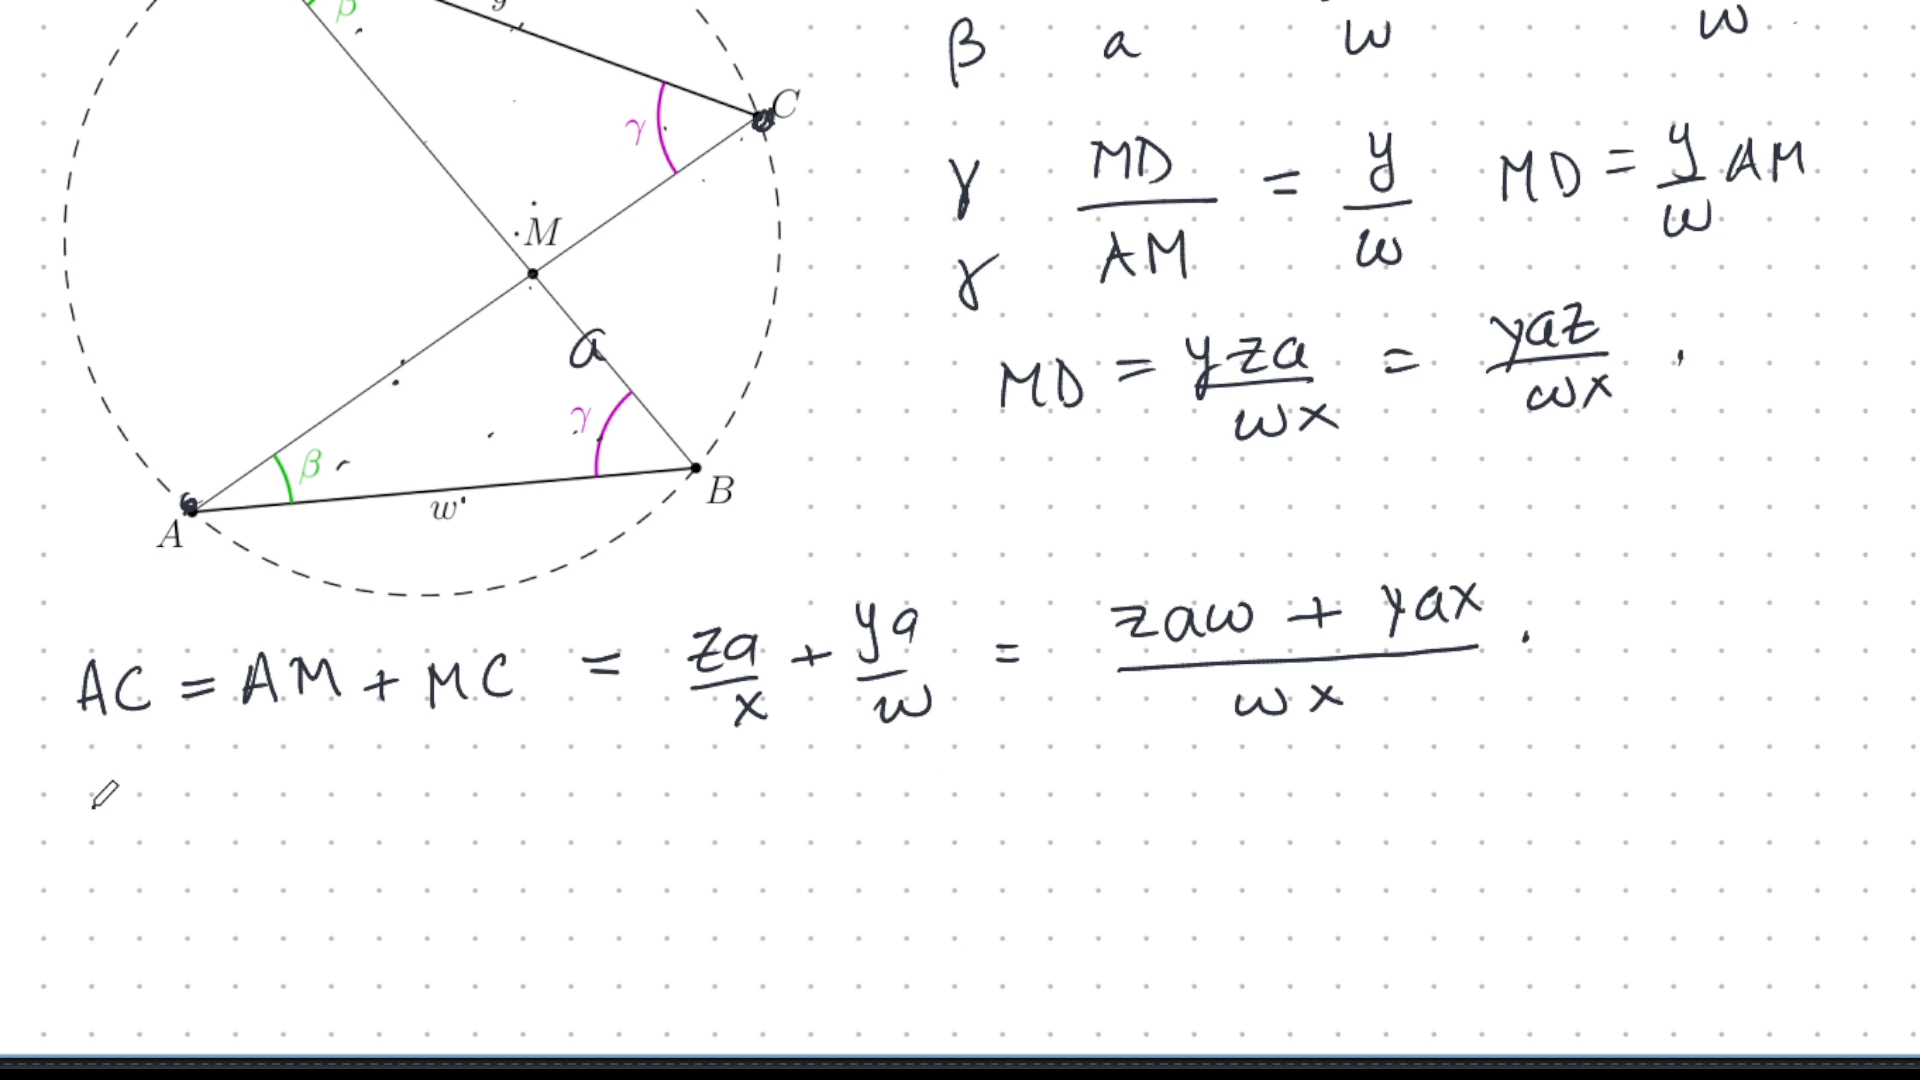 β y
β a w w
C
γ
γ MD/AM = y/w MD = y/w AM
γ
M
a
MD = yza/wx = yaz/wx .
γ
β
w
B
A
AC = AM + MC = za/x + ya/w = zaw + yax/wx .